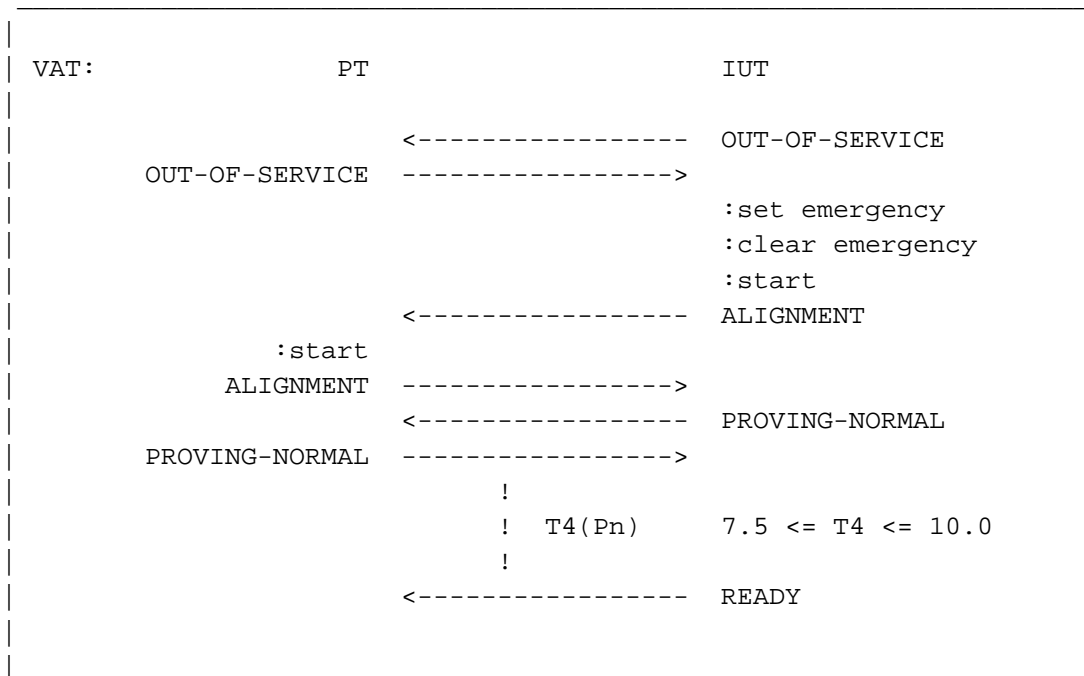 VAT: PT IUT
<----------------- OUT-OF-SERVICE
OUT-OF-SERVICE ----------------->
:set emergency
:clear emergency
:start
<----------------- ALIGNMENT
:start
ALIGNMENT ----------------->
<----------------- PROVING-NORMAL
PROVING-NORMAL ----------------->
!
! T4(Pn) 7.5 <= T4 <= 10.0
!
<----------------- READY